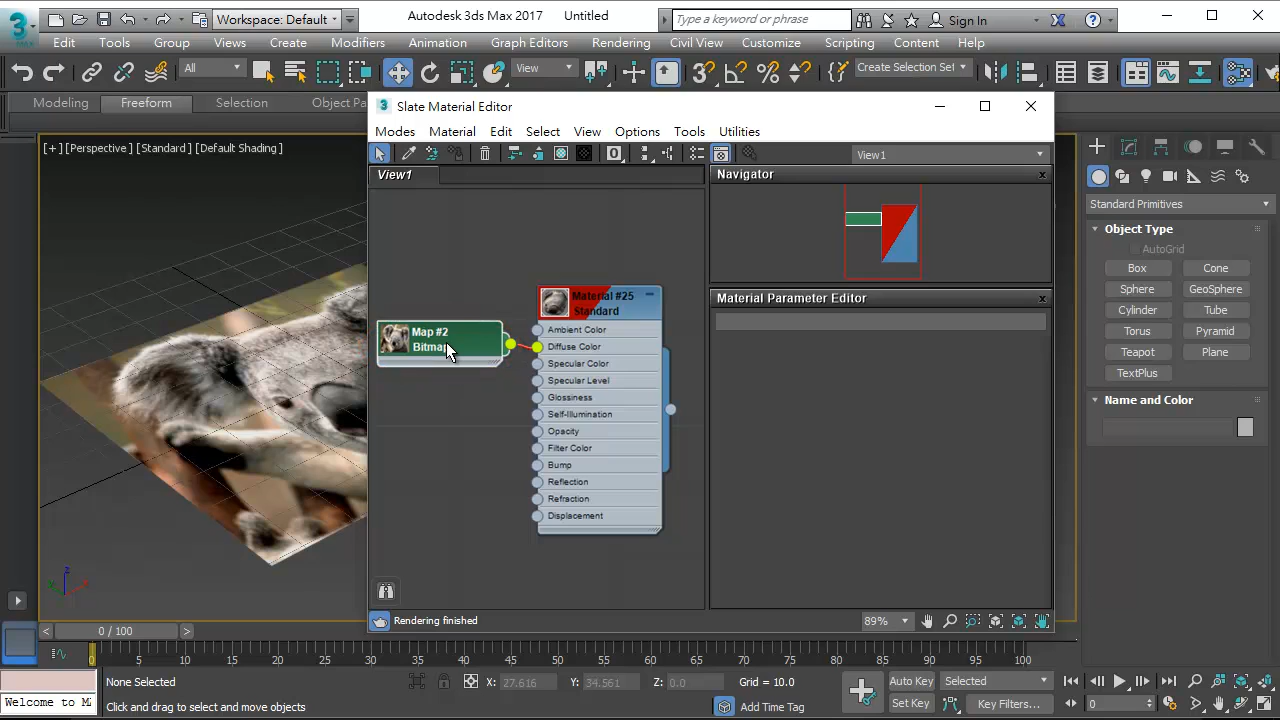 Workspace: Default
Autodesk 3ds Max 2017 Untitled
Type a keyword or phrase
Sign In
Edit Tools Group Views Create Modifiers Animation Graph Editors Rendering Civil View Customize Scripting Content Help
All
View
Create Selection Set
Modeling Freeform Selection Object Pa
[+] [Perspective ] [Standard ] [Default Shading ]
Slate Material Editor
Modes Material Edit Select View Options Tools Utilities
View1
View1
Navigator
Material #25
Standard
Ambient Color
Diffuse Color
Specular Color
Specular Level
Glossiness
Self-Illumination
Opacity
Filter Color
Bump
Reflection
Refraction
Displacement
Map #2
Bitmap
Material Parameter Editor
Rendering finished
89%
Standard Primitives
Object Type
AutoGrid
Box Cone
Sphere GeoSphere
Cylinder Tube
Torus Pyramid
Teapot Plane
TextPlus
Name and Color
0 / 100
0 5 10 15 20 25 30 35 40 45 50 55 60 65 70 75 80 85 90 95 100
None Selected
X: 27.616 Y: 34.561 Z: 0.0 Grid = 10.0
Auto Key Selected
Welcome to M
Click and drag to select and move objects
Add Time Tag
Set Key Key Filters...
0